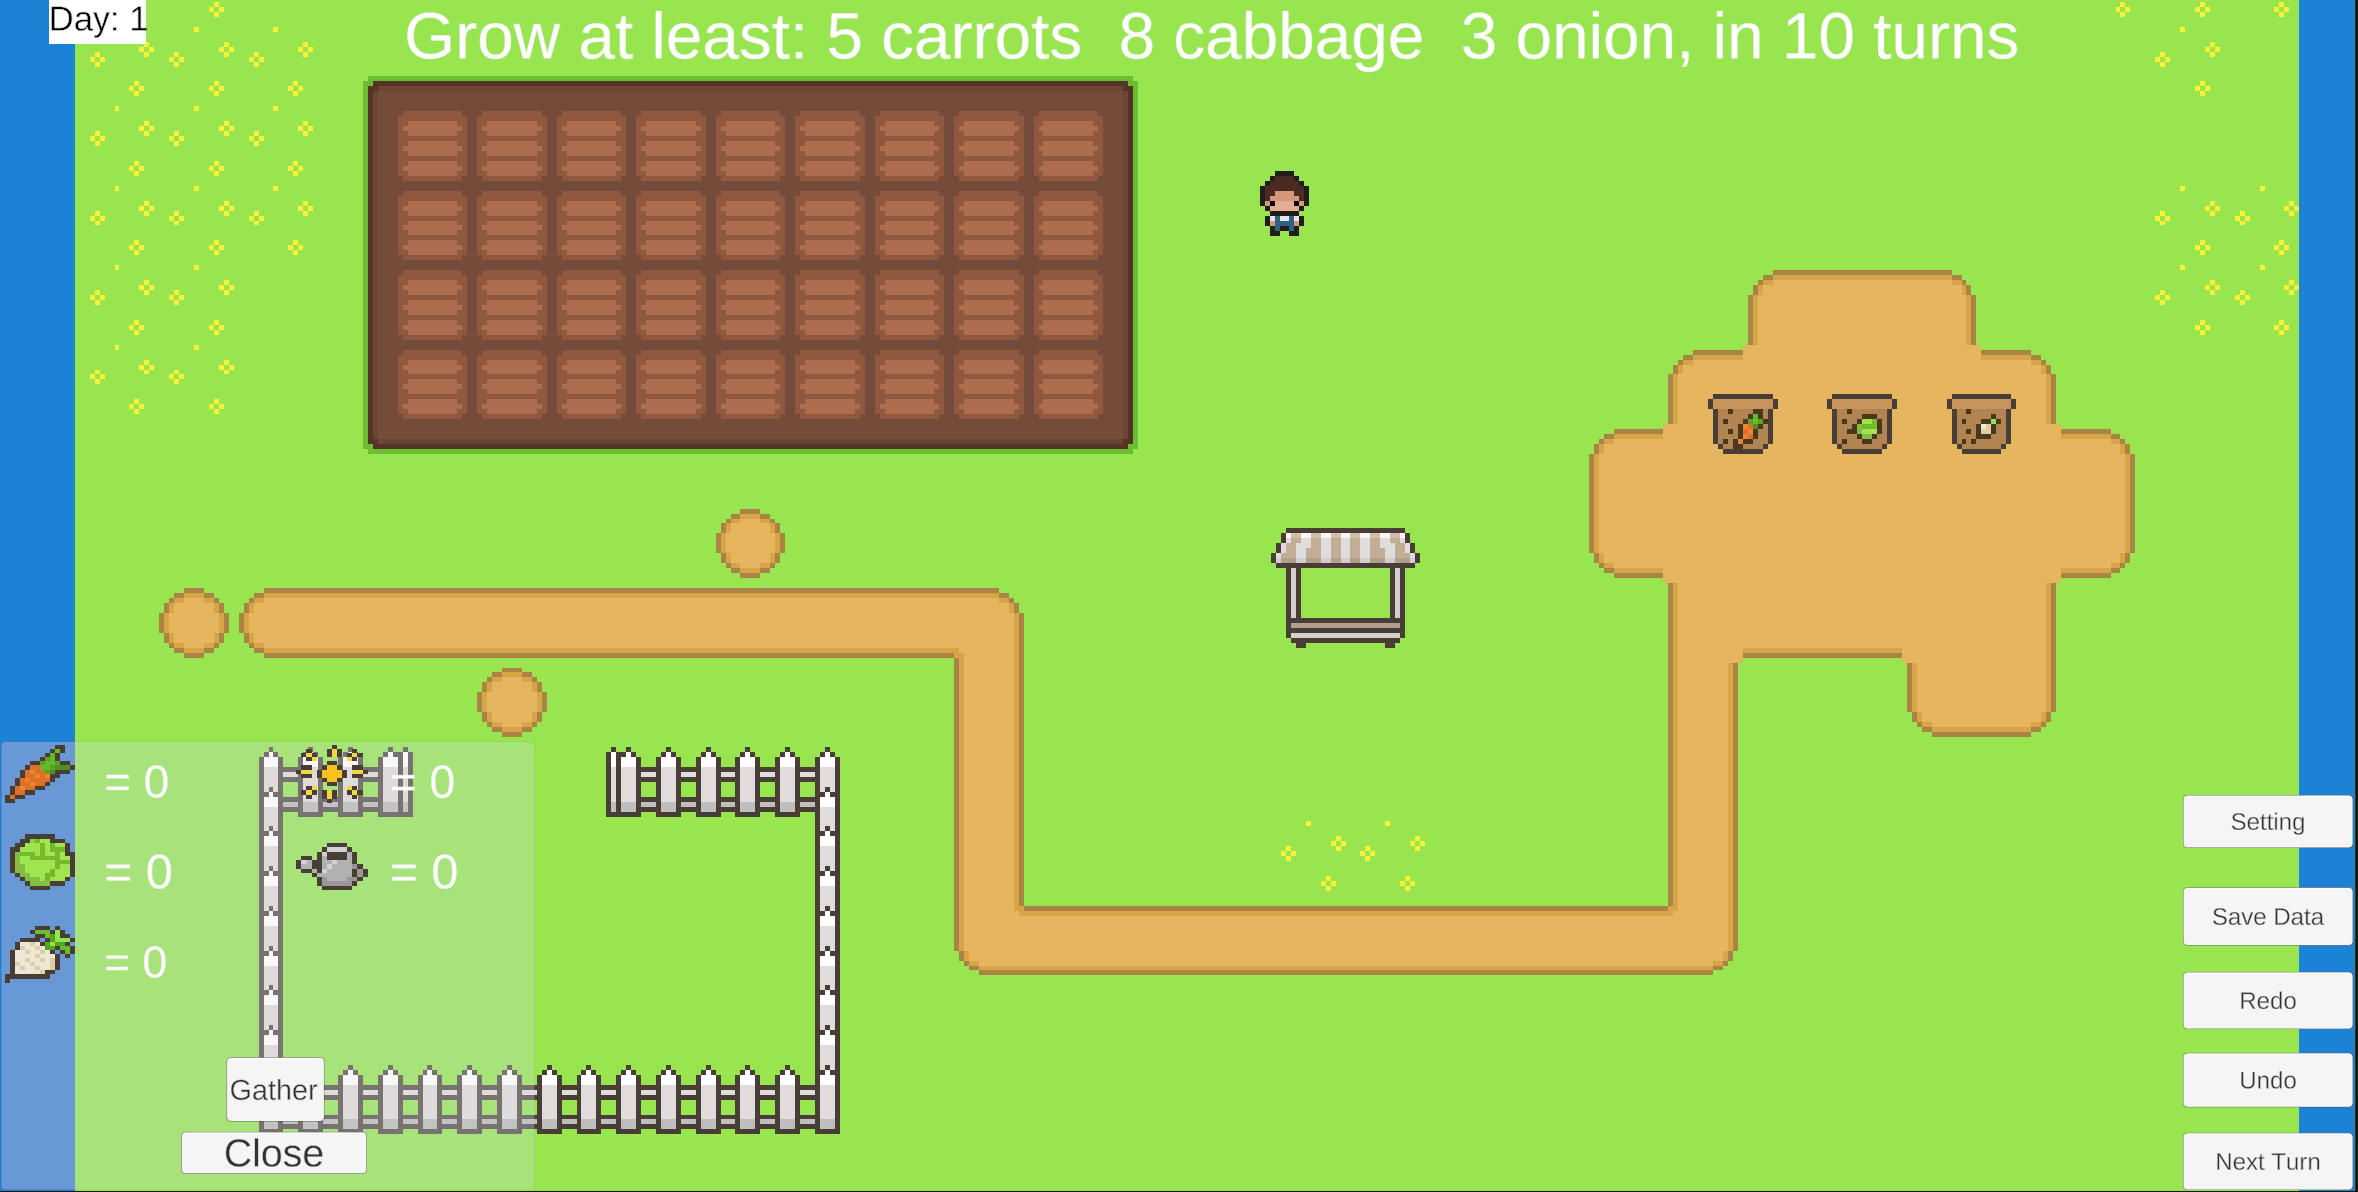 Day: 1
Grow at least: 5 carrots 8 cabbage 3 onion, in 10 turns
= 0
= 0
= 0
= 0
= 0
Gather
Close
Setting
Save Data
Redo
Undo
Next Turn